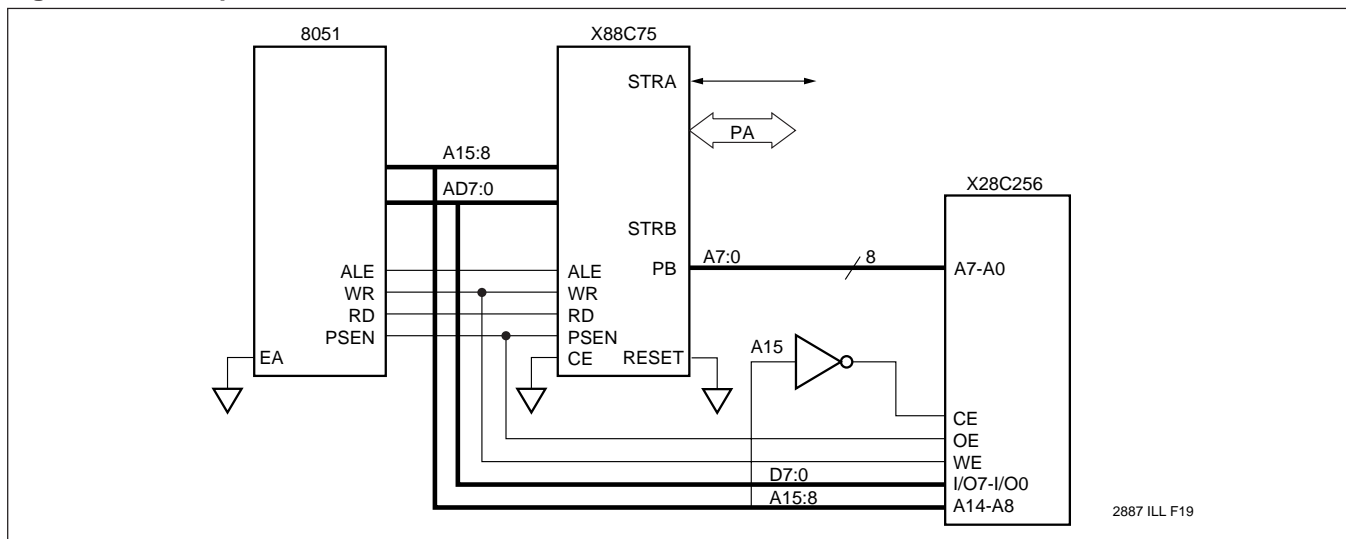 8051
X88C75
STRA
PA
A15:8
AD7:0
X28C256
STRB
A7:0
8
PB
A7-A0
ALE
WR
RD
PSEN
EA
ALE
WR
RD
PSEN
CE
RESET
A15
CE
OE
WE
D7:0
I/O7-I/O0
A15:8
A14-A8
2887 ILL F19